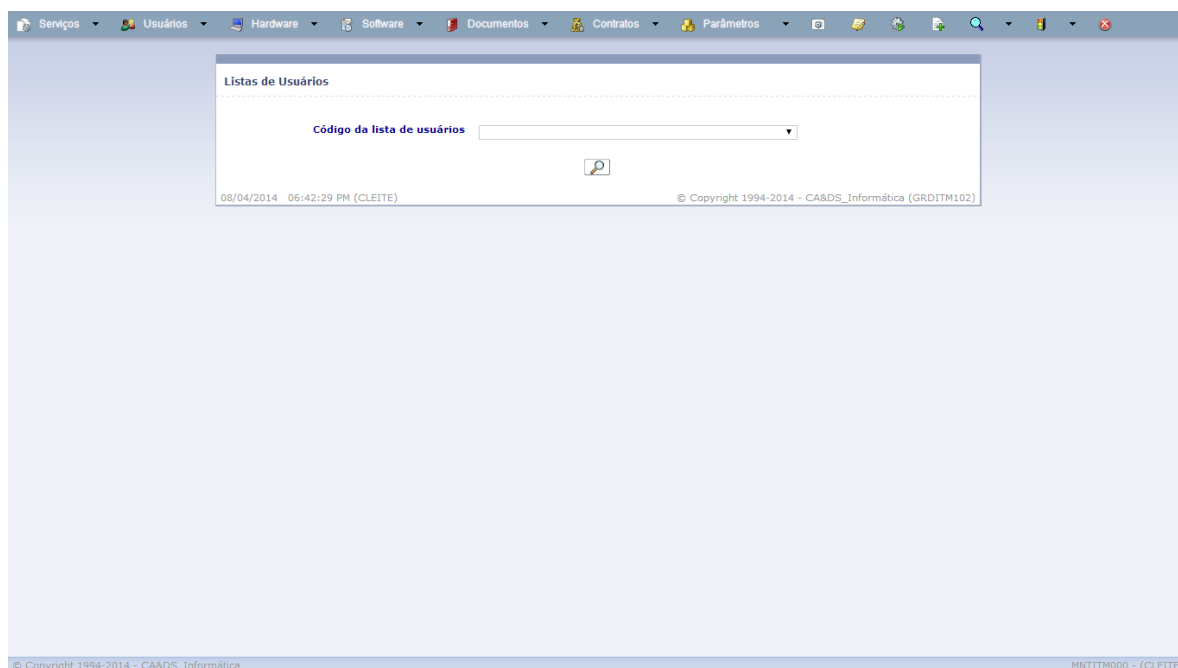 Serviços Usuários Hardware Software Documentos Contratos Parâmetros
Listas de Usuários
Código da lista de usuários
08/04/2014 06:42:29 PM (CLEITE) © Copyright 1994-2014 - CA&DS_Informática (GRDITM102)
© Copyright 1994-2014 - CA&DS_Informática MNTITM000 - (CLEITE